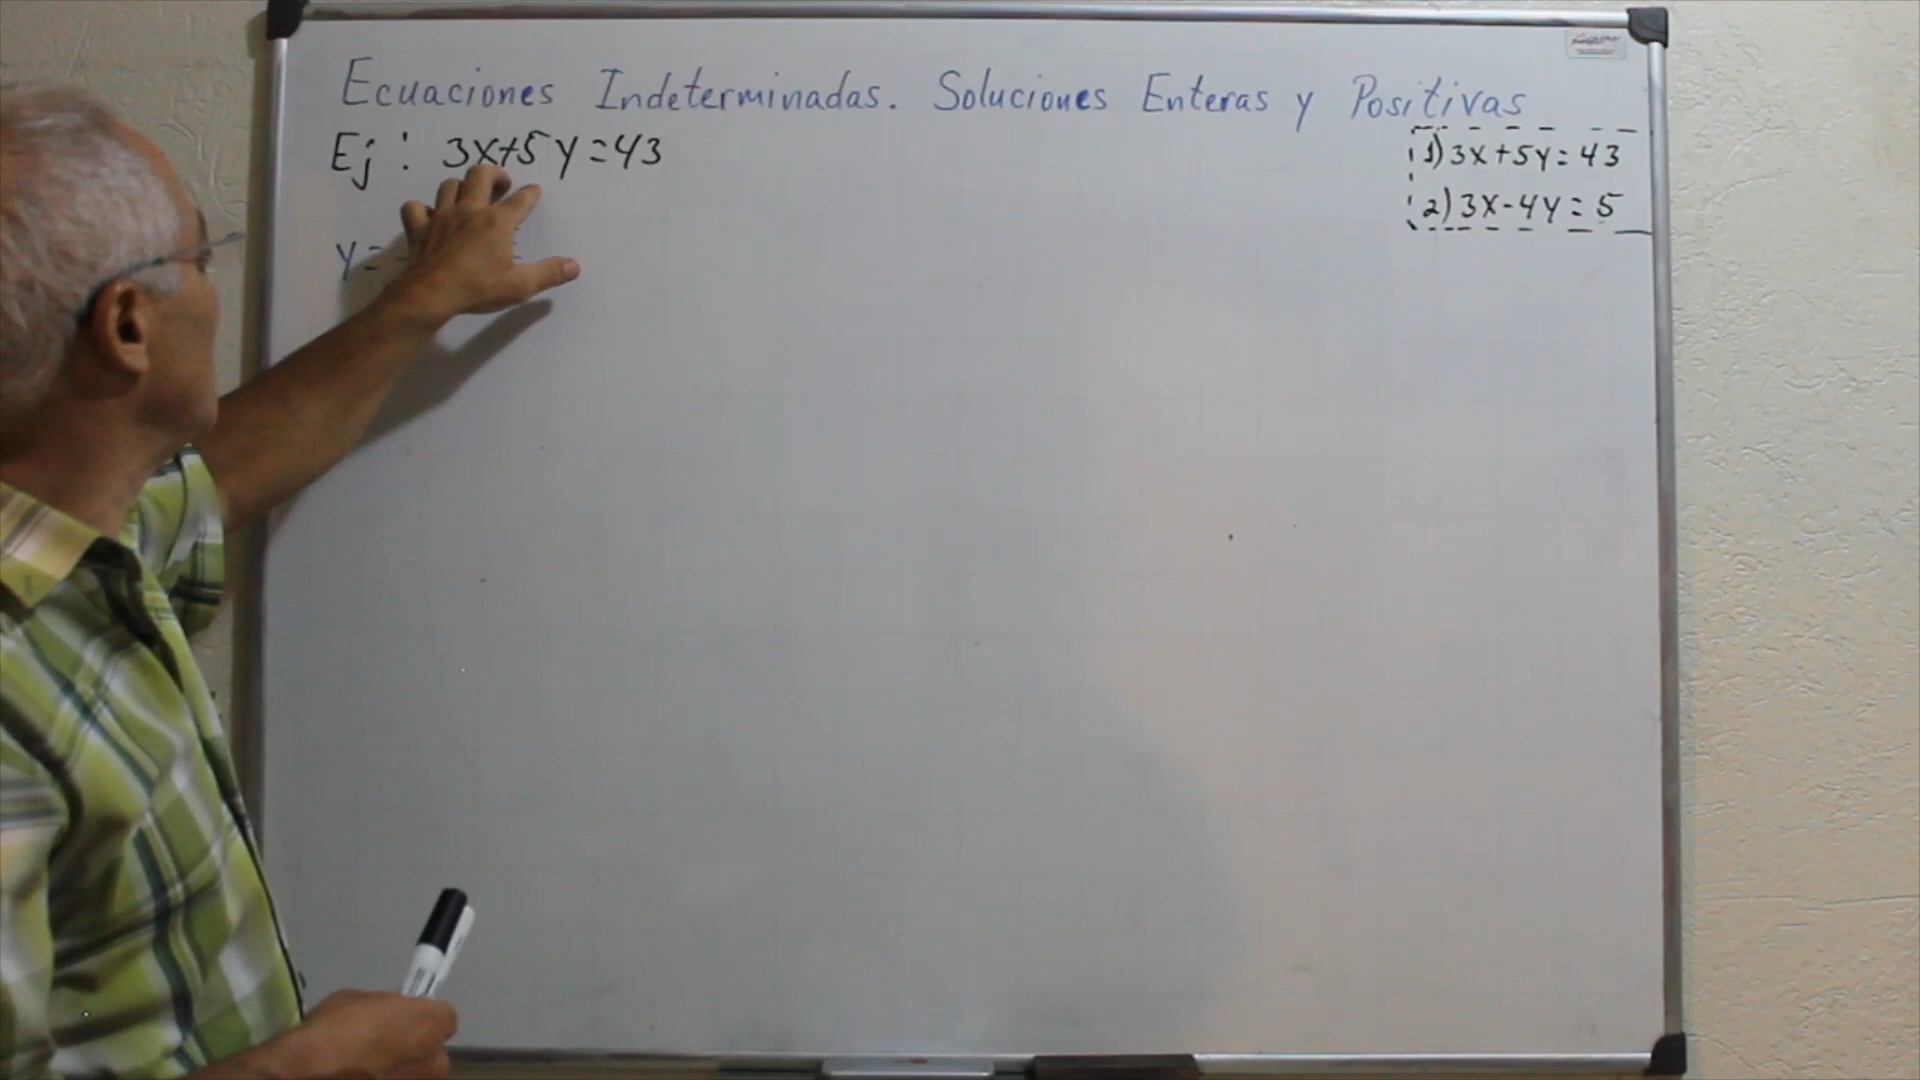 Ecuaciones Indeterminadas. Soluciones Enteras y Positivas
Ej: 3x+5y=43
y=
1) 3x+5y=43
2) 3x-4y=5